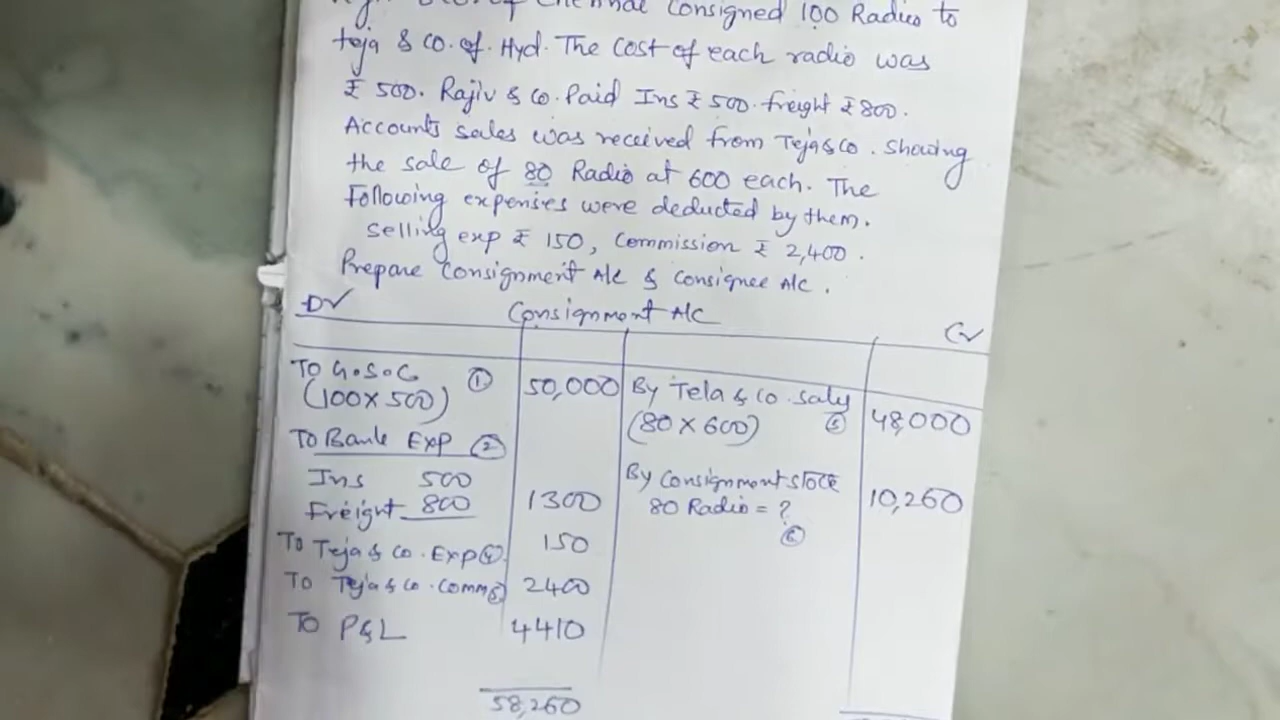 Chennai consigned 100 Radios to
Teja & Co. of. Hyd. The Cost of each radio was
₹ 500. Rajiv & Co. Paid Ins ₹ 500. freight ₹ 800.
Accounts sales was received from Teja & Co. Showing
the sale of 80 Radio at 600 each. The
following expenses were deducted by them.
Selling exp ₹ 150, Commission ₹ 2,400.
Prepare Consignment A/c & Consignee A/c.
Dr Consignment A/C Cr
To G.S.O.C ① 50,000 By Tela & Co. Sales
(100 x 500) (80 x 600) ⑤ 48,000
To Bank Exp ②
Ins 500 By Consignment stock
Freight 800 1300 80 Radio = ? 10,260
⑥
To Teja & Co. Exp ④ 150
To Teja & Co. Comm 2400
To P&L 4410
58,260